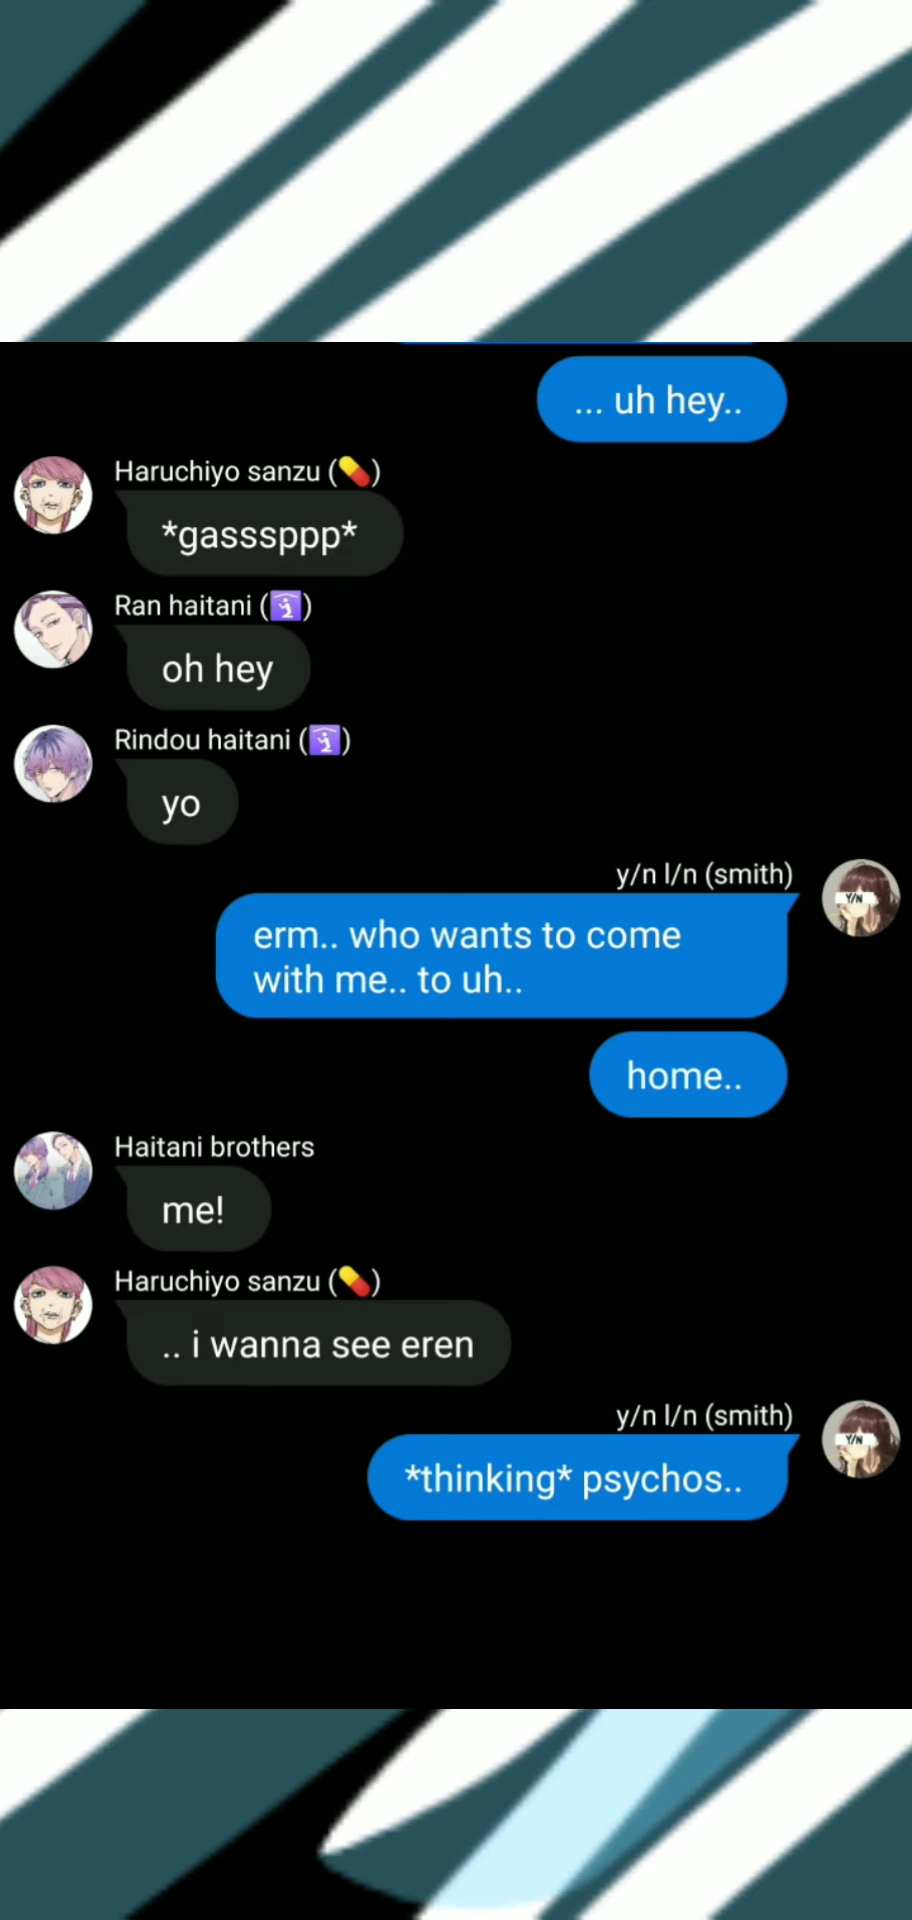 ... uh hey..
Haruchiyo sanzu (💊)
*gasssppp*
Ran haitani (🛐)
oh hey
Rindou haitani (🛐)
yo
y/n l/n (smith)
Y/N
erm.. who wants to come
with me.. to uh..
home..
Haitani brothers
me!
Haruchiyo sanzu (💊)
.. i wanna see eren
y/n l/n (smith)
Y/N
*thinking* psychos..